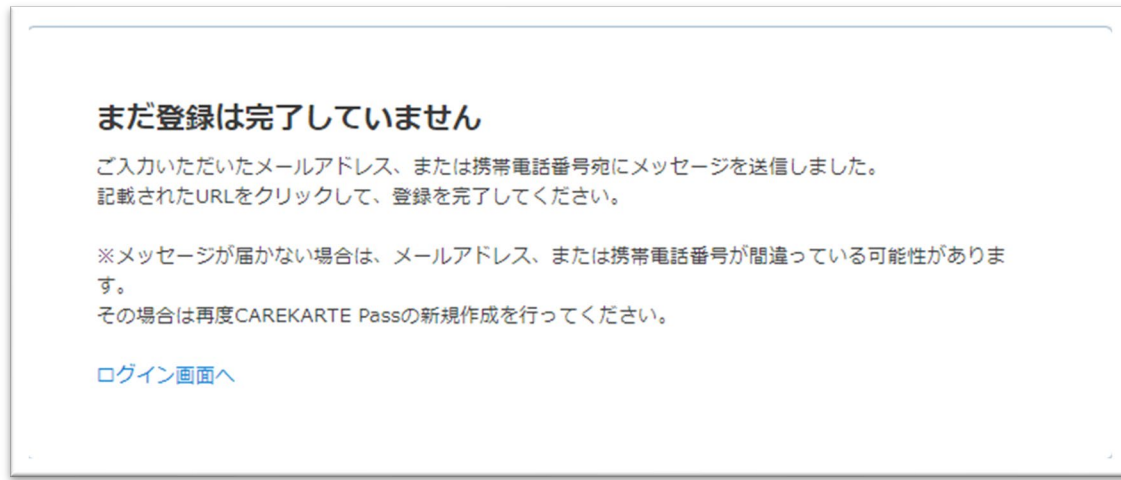 まだ登録は完了していません
ご入力いただいたメールアドレス、または携帯電話番号宛にメッセージを送信しました。
記載されたURLをクリックして、登録を完了してください。
※メッセージが届かない場合は、メールアドレス、または携帯電話番号が間違っている可能性がありま
す。
その場合は再度CAREKARTE Passの新規作成を行ってください。
ログイン画面へ